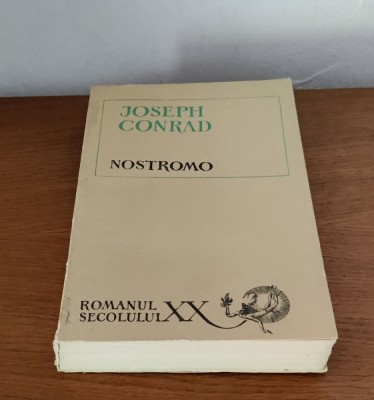 JOSEPH
CONRAD
NOSTROMO
ROMANUL
SECOLULUI XX